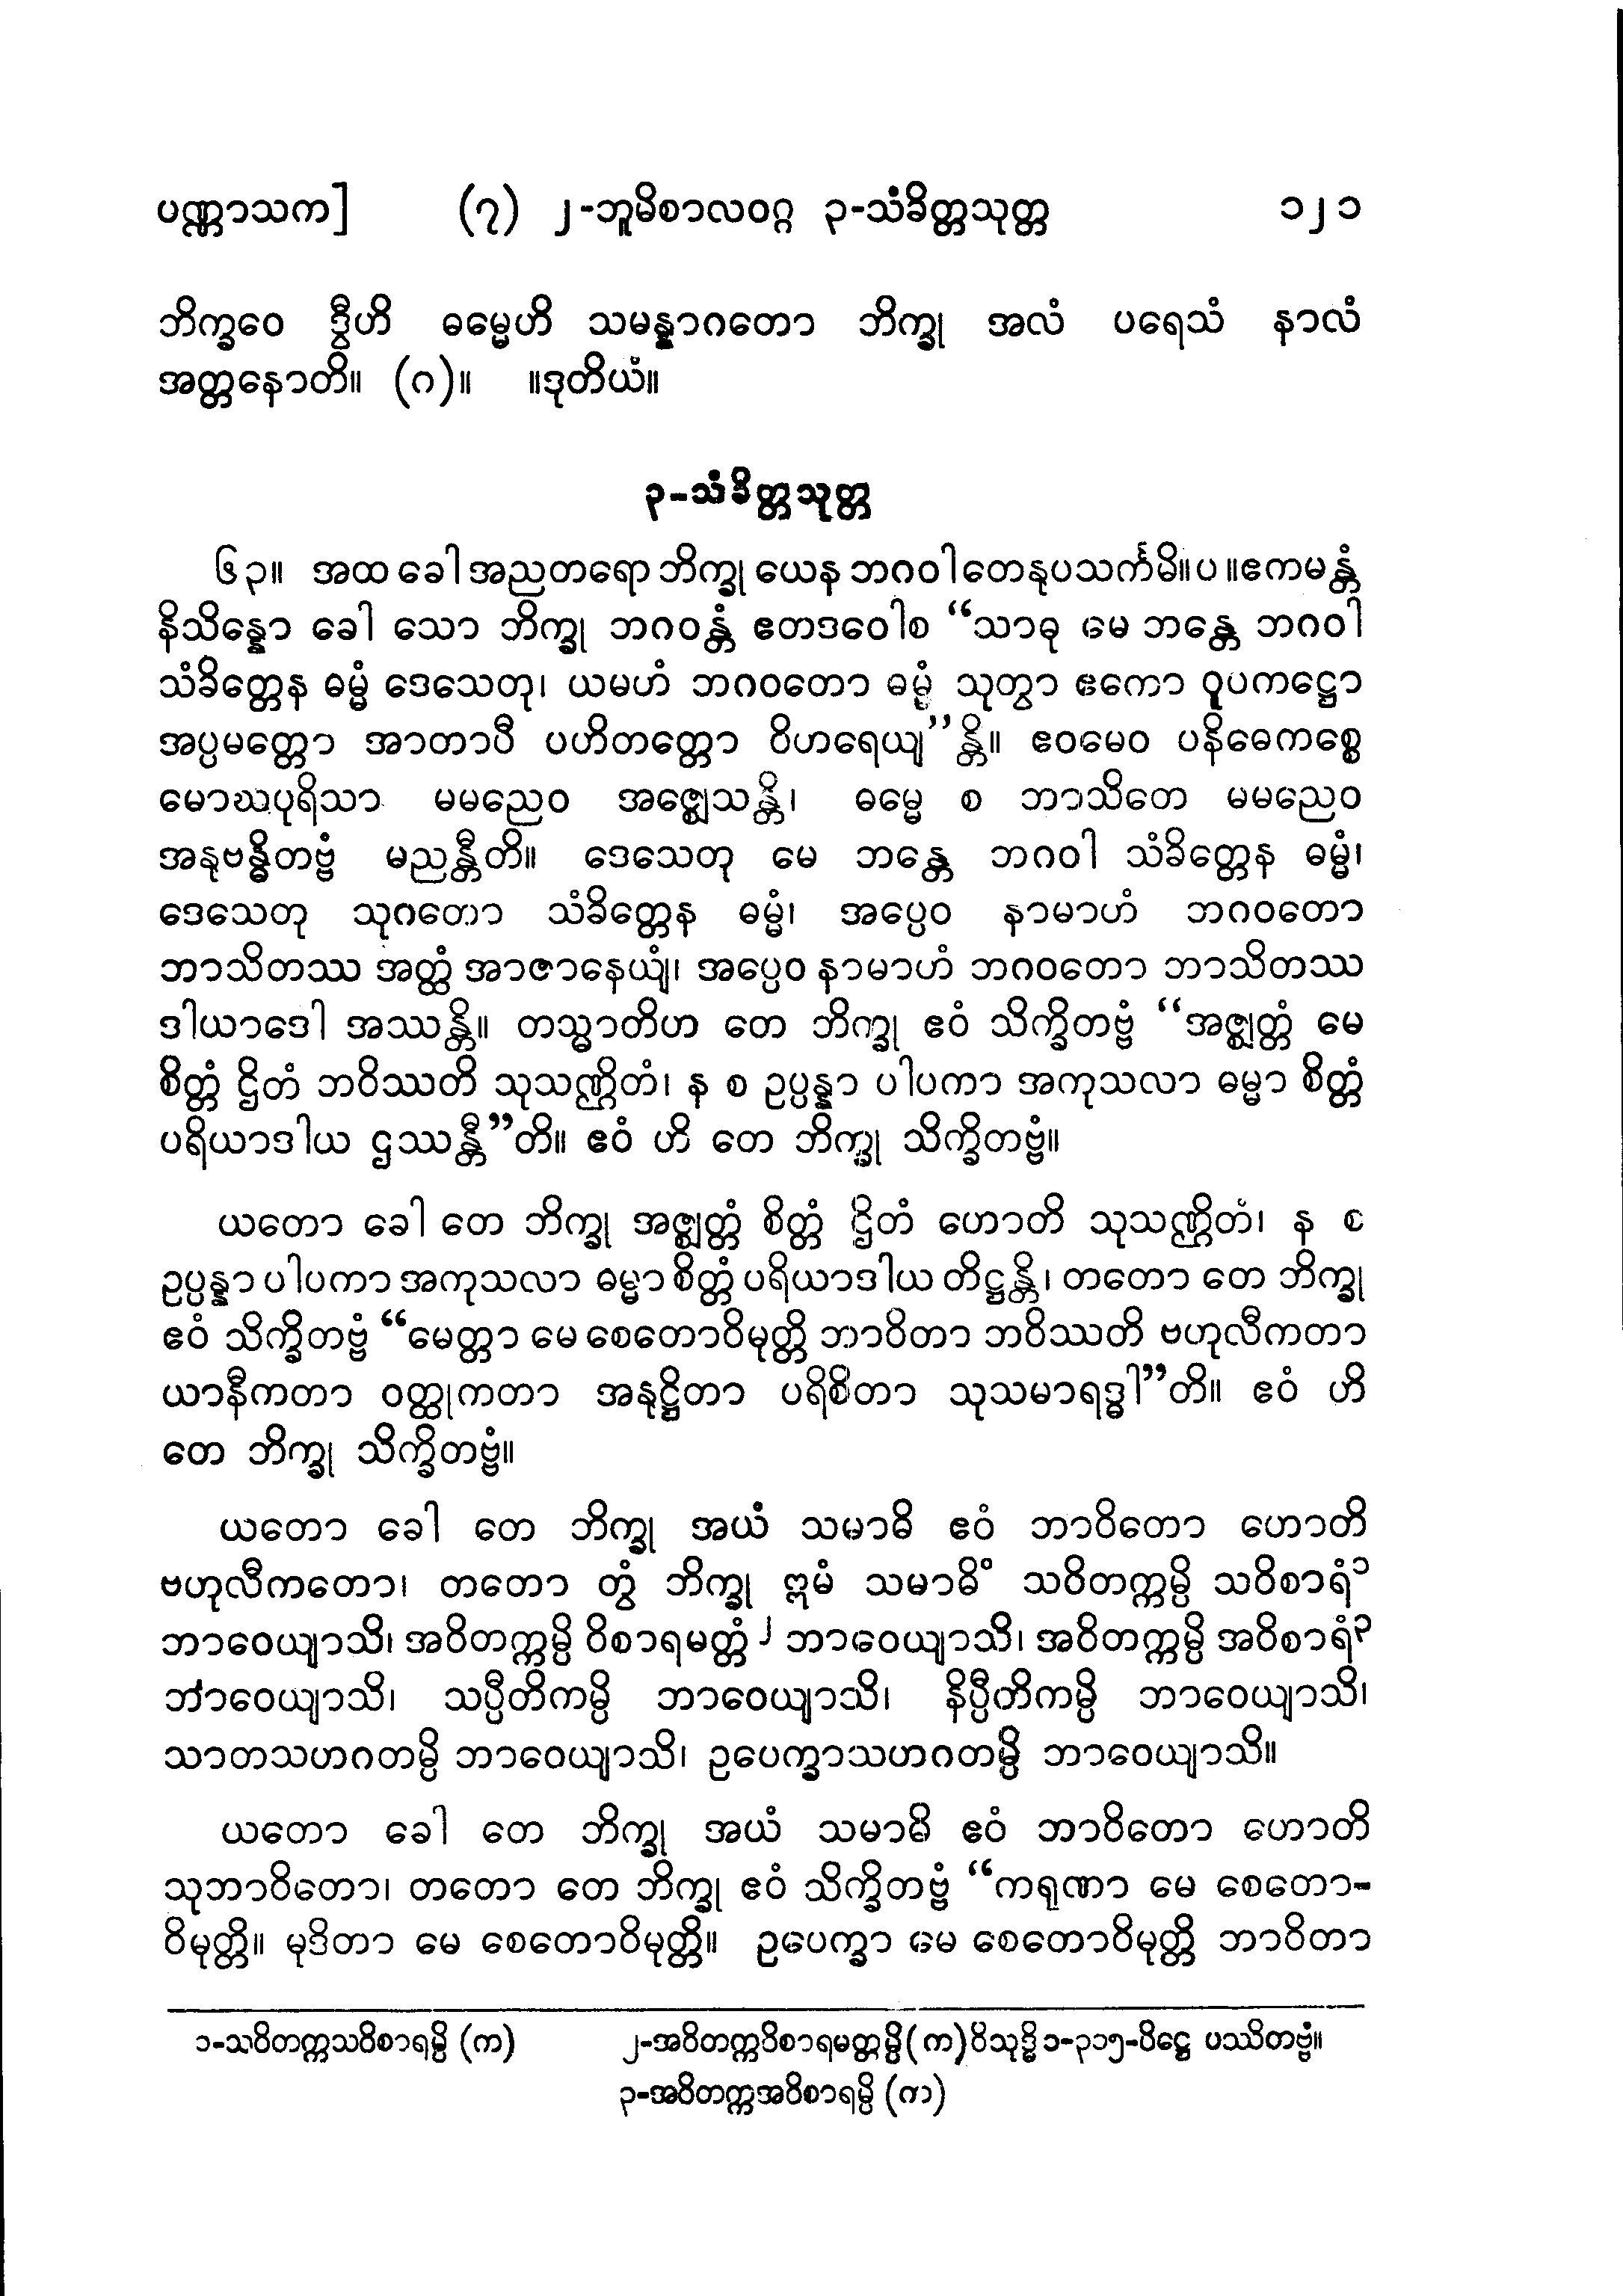 ပဏ္ဏာသက] (၇) ၂-ဘူမိစာလဝဂ္ဂ ၃-သံခိတ္တသုတ္တ ၁၂၁
ဘိက္ခဝေ ဒွီဟိ ဓမ္မေဟိ သမန္နာဂတော ဘိက္ခု အလံ ပရေသံ နာလံ
အတ္တနောတိ။ (ဂ)။ ။ဒုတိယံ။
၃-သံခိတ္တသုတ္တ
၆၃။ အထ ခေါ အညတရော ဘိက္ခု ယေန ဘဂဝါ တေနုပသင်္ကမိ။ပ။ဧကမန္တံ
နိသိန္နော ခေါ သော ဘိက္ခု ဘဂဝန္တံ ဧတဒဝေါစ “သာဓု မေ ဘန္တေ ဘဂဝါ
သံခိတ္တေန ဓမ္မံ ဒေသေတု၊ ယမဟံ ဘဂဝတော ဓမ္မံ သုတွာ ဧကော ဝူပကဋ္ဌော
အပ္ပမတ္တော အာတာပီ ပဟိတတ္တော ဝိဟရေယျ”န္တိ။ ဧဝမေဝ ပနိဓေကစ္စေ
မောဃပုရိသာ မမညေဝ အဇ္ဈေသန္တိ၊ ဓမ္မေ စ ဘာသိတေ မမညေဝ
အနုဗန္ဓိတဗ္ဗံ မညန္တီတိ။ ဒေသေတု မေ ဘန္တေ ဘဂဝါ သံခိတ္တေန ဓမ္မံ၊
ဒေသေတု သုဂတော သံခိတ္တေန ဓမ္မံ၊ အပ္ပေဝ နာမာဟံ ဘဂဝတော
ဘာသိတဿ အတ္ထံ အာဇာနေယျံ၊ အပ္ပေဝ နာမာဟံ ဘဂဝတော ဘာသိတဿ
ဒါယာဒေါ အဿန္တိ။ တသ္မာတိဟ တေ ဘိက္ခု ဧဝံ သိက္ခိတဗ္ဗံ “အဇ္ဈတ္တံ မေ
စိတ္တံ ဌိတံ ဘဝိဿတိ သုသဏ္ဌိတံ၊ န စ ဥပ္ပန္နာ ပါပကာ အကုသလာ ဓမ္မာ စိတ္တံ
ပရိယာဒါယ ဌဿန္တီ”တိ။ ဧဝံ ဟိ တေ ဘိက္ခု သိက္ခိတဗ္ဗံ။
ယတော ခေါ တေ ဘိက္ခု အဇ္ဈတ္တံ စိတ္တံ ဌိတံ ဟောတိ သုသဏ္ဌိတံ၊ န စ
ဥပ္ပန္နာ ပါပကာ အကုသလာ ဓမ္မာ စိတ္တံ ပရိယာဒါယ တိဋ္ဌန္တိ၊ တတော တေ ဘိက္ခု
ဧဝံ သိက္ခိတဗ္ဗံ “မေတ္တာ မေ စေတောဝိမုတ္တိ ဘာဝိတာ ဘဝိဿတိ ဗဟုလီကတာ
ယာနီကတာ ဝတ္ထုကတာ အနုဋ္ဌိတာ ပရိစိတာ သုသမာရဒ္ဓါ”တိ။ ဧဝံ ဟိ
တေ ဘိက္ခု သိက္ခိတဗ္ဗံ။
ယတော ခေါ တေ ဘိက္ခု အယံ သမာဓိ ဧဝံ ဘာဝိတော ဟောတိ
ဗဟုလီကတော၊ တတော တွံ ဘိက္ခု ဣမံ သမာဓိံ သဝိတက္ကမ္ပိ သဝိစာရံ၁
ဘာဝေယျာသိ၊ အဝိတက္ကမ္ပိ ဝိစာရမတ္တံ၂ ဘာဝေယျာသိ၊ အဝိတက္ကမ္ပိ အဝိစာရံ၃
ဘာဝေယျာသိ၊ သပ္ပီတိကမ္ပိ ဘာဝေယျာသိ၊ နိပ္ပီတိကမ္ပိ ဘာဝေယျာသိ၊
သာတသဟဂတမ္ပိ ဘာဝေယျာသိ၊ ဥပေက္ခာသဟဂတမ္ပိ ဘာဝေယျာသိ။
ယတော ခေါ တေ ဘိက္ခု အယံ သမာဓိ ဧဝံ ဘာဝိတော ဟောတိ
သုဘာဝိတော၊ တတော တေ ဘိက္ခု ဧဝံ သိက္ခိတဗ္ဗံ “ကရုဏာ မေ စေတော-
ဝိမုတ္တိ။ မုဒိတာ မေ စေတောဝိမုတ္တိ။ ဥပေက္ခာ မေ စေတောဝိမုတ္တိ ဘာဝိတာ
၁-သဝိတက္ကသဝိစာရမ္ပိ (က) ၂-အဝိတက္ကဝိစာရမတ္တမ္ပိ (က) ဝိသုဒ္ဓိ ၁-၃၁၅-ပိဋ္ဌေ ပဿိတဗ္ဗံ။
၃-အဝိတက္ကအဝိစာရမ္ပိ (က)